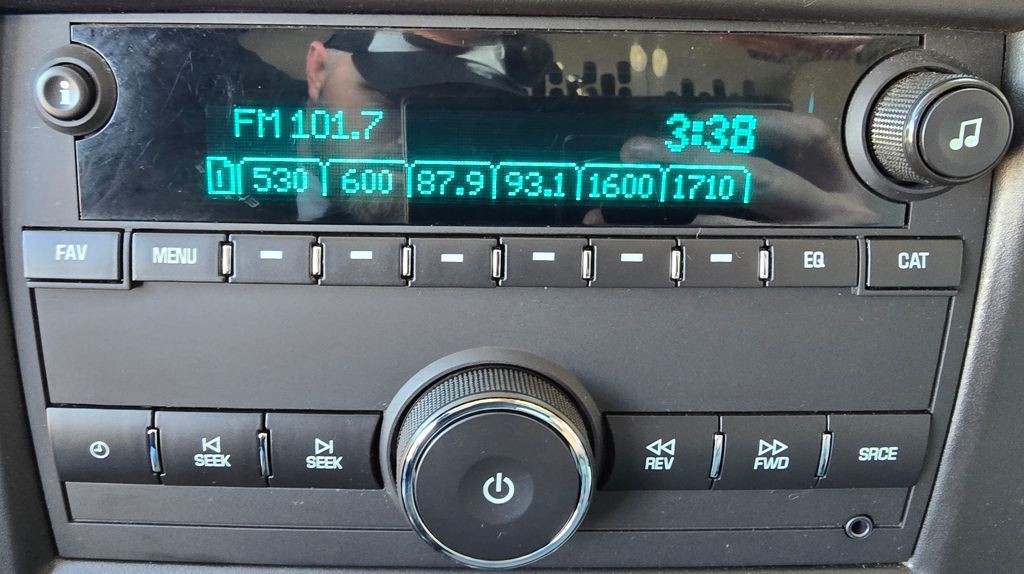 i
FM 101.7 3:38
1 530 600 87.9 93.1 1600 1710
FAV MENU EQ CAT
SEEK SEEK REV FWD SRCE